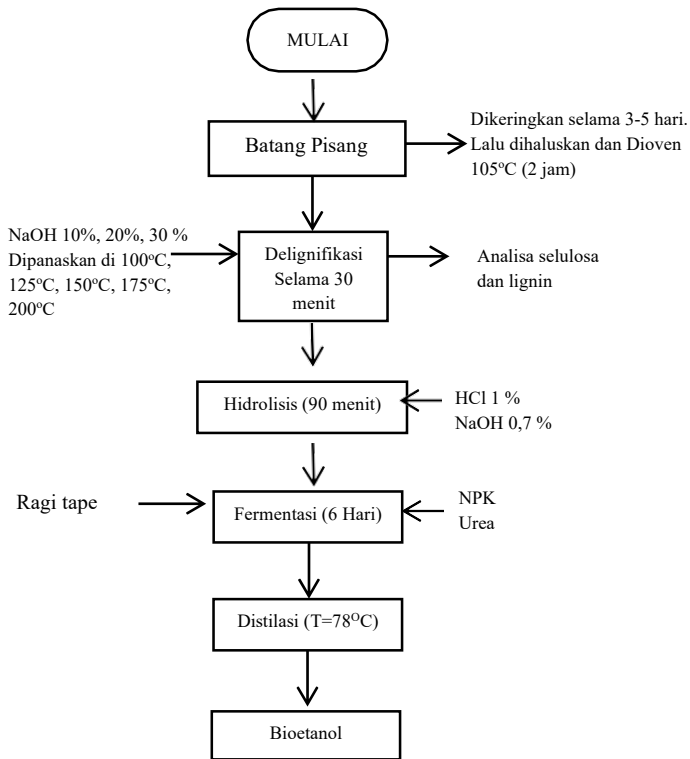 MULAI
Batang Pisang
Dikeringkan selama 3-5 hari.
Lalu dihaluskan dan Dioven
105ºC (2 jam)
NaOH 10%, 20%, 30 %
Dipanaskan di 100ºC,
125ºC, 150ºC, 175ºC,
200ºC
Delignifikasi
Selama 30
menit
Analisa selulosa
dan lignin
Hidrolisis (90 menit)
HCl 1 %
NaOH 0,7 %
Ragi tape
Fermentasi (6 Hari)
NPK
Urea
Distilasi (T=78ᴼC)
Bioetanol